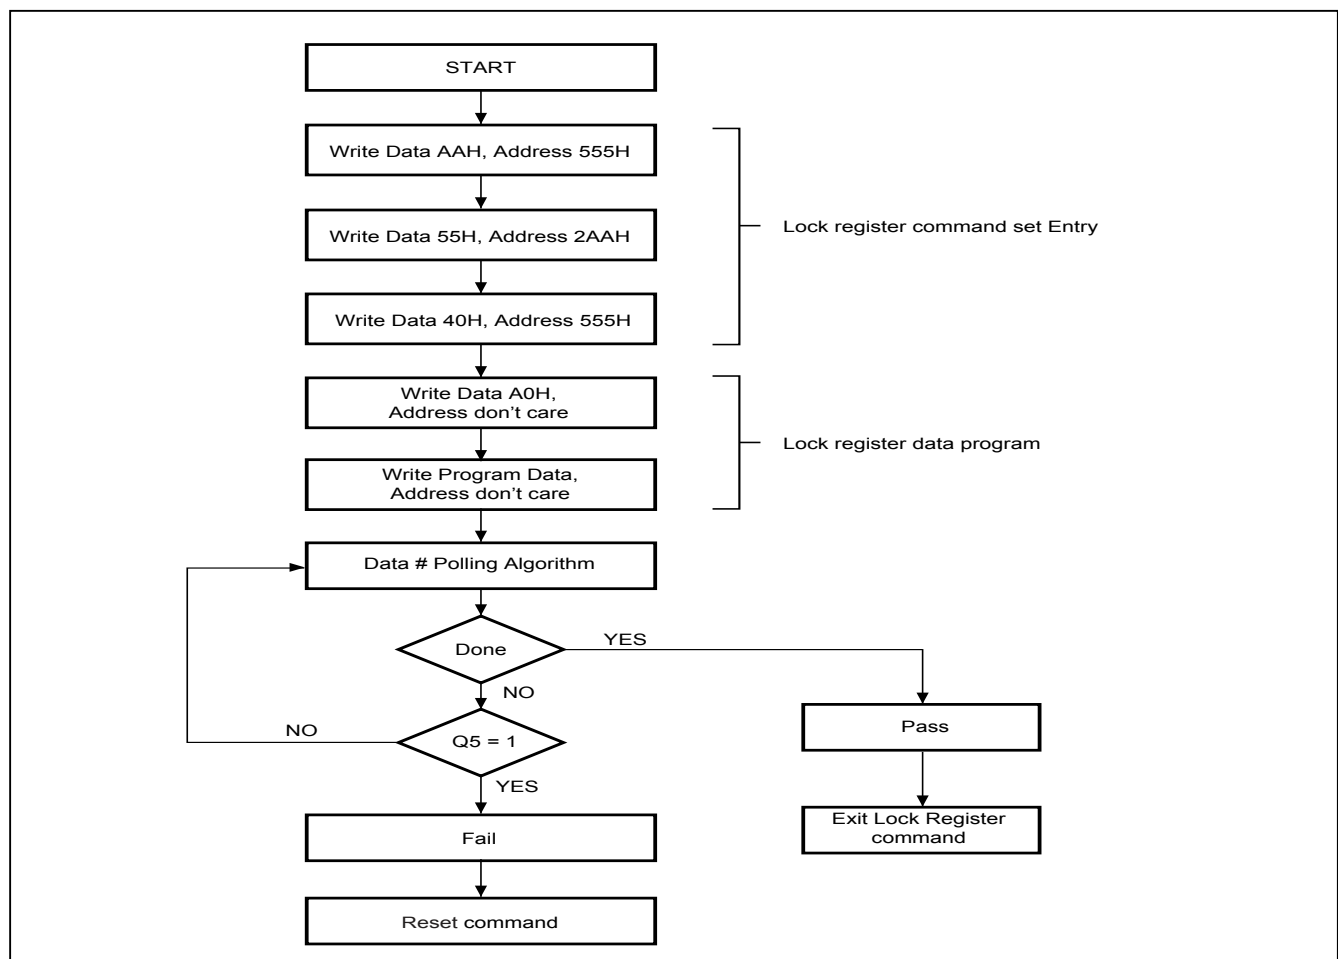 START
Write Data AAH, Address 555H
Write Data 55H, Address 2AAH
Lock register command set Entry
Write Data 40H, Address 555H
Write Data A0H,
Address don't care
Lock register data program
Write Program Data,
Address don't care
Data # Polling Algorithm
Done
YES
NO
Q5 = 1
NO
YES
Pass
Exit Lock Register
command
Fail
Reset command